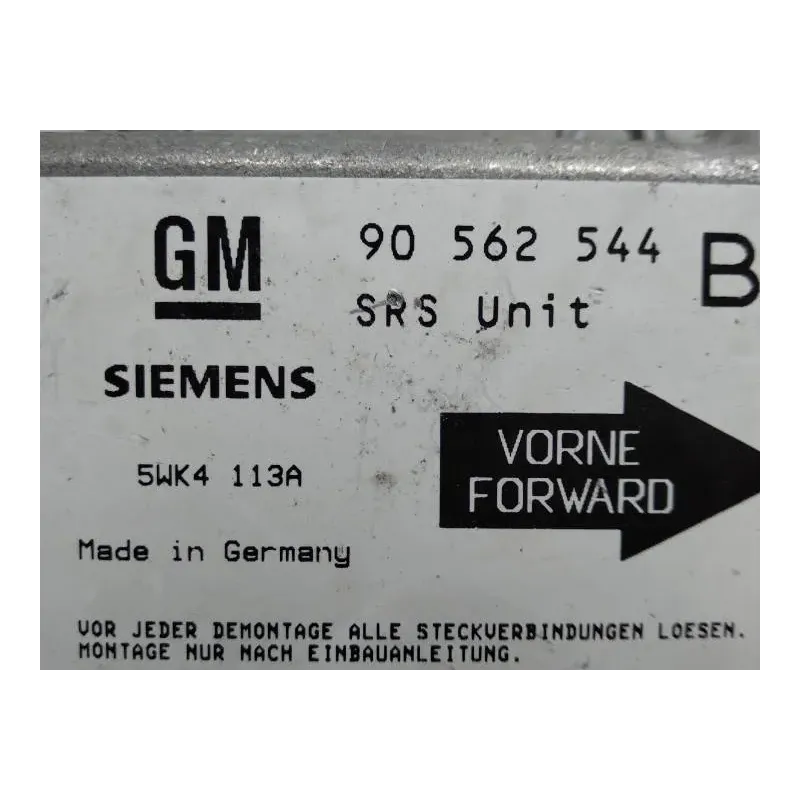 GM 90 562 544 B
SRS Unit
SIEMENS
VORNE
5WK4 113A
FORWARD
Made in Germany
VOR JEDER DEMONTAGE ALLE STECKVERBINDUNGEN LOESEN.
MONTAGE NUR NACH EINBAUANLEITUNG.